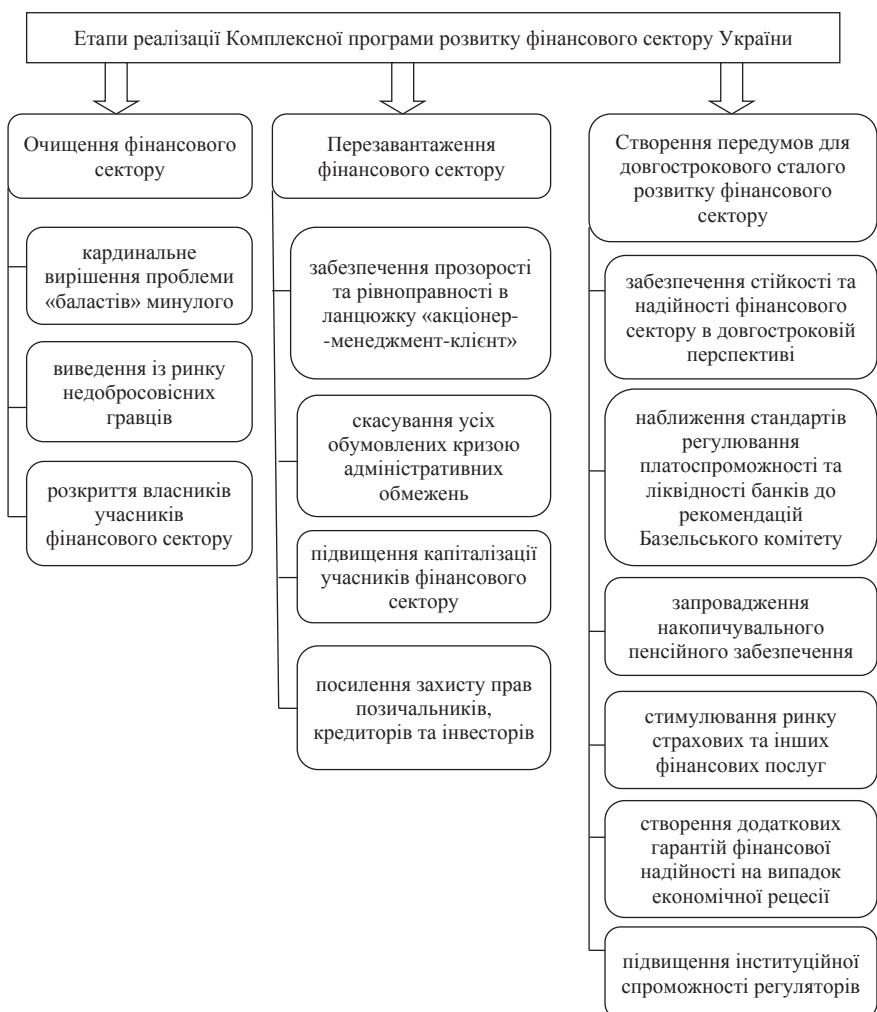 Етапи реалізації Комплексної програми розвитку фінансового сектору України
Очищення фінансового
сектору
кардинальне
вирішення проблеми
«баластів» минулого
виведення із ринку
недобросовісних
гравців
розкриття власників
учасників
фінансового сектору
Перезавантаження
фінансового сектору
забезпечення прозорості
та рівноправності в
ланцюжку «акціонер-
-менеджмент-клієнт»
скасування усіх
обумовлених кризою
адміністративних
обмежень
підвищення капіталізації
учасників фінансового
сектору
посилення захисту прав
позичальників,
кредиторів та інвесторів
Створення передумов для
довгострокового сталого
розвитку фінансового
сектору
забезпечення стійкості та
надійності фінансового
сектору в довгостроковій
перспективі
наближення стандартів
регулювання
платоспроможності та
ліквідності банків до
рекомендацій
Базельського комітету
запровадження
накопичувального
пенсійного забезпечення
стимулювання ринку
страхових та інших
фінансових послуг
створення додаткових
гарантій фінансової
надійності на випадок
економічної рецесії
підвищення інституційної
спроможності регуляторів